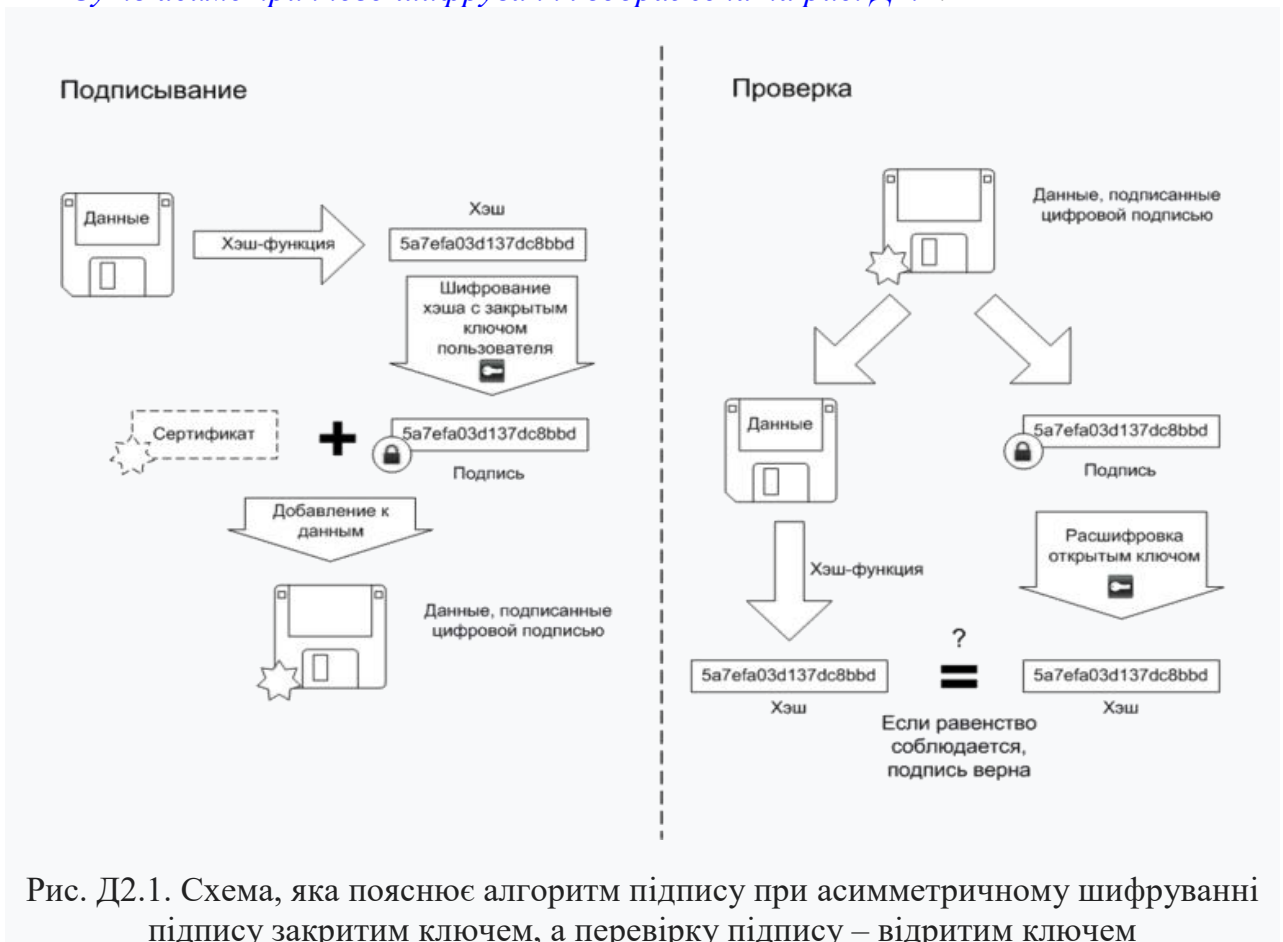 Подписывание
Данные
Хэш-функция
Хэш
5a7efa03d137dc8bbd
Шифрование
хэша с закрытым
ключом
пользователя
Сертификат
5a7efa03d137dc8bbd
Подпись
Добавление к
данным
Данные, подписанные
цифровой подписью
Проверка
Данные, подписанные
цифровой подписью
Данные
5a7efa03d137dc8bbd
Подпись
Хэш-функция
Расшифровка
открытым ключом
5a7efa03d137dc8bbd
Хэш
?
=
5a7efa03d137dc8bbd
Хэш
Если равенство
соблюдается,
подпись верна
Рис. Д2.1. Схема, яка пояснює алгоритм підпису при асимметричному шифруванні
підпису закритим ключем, а перевірку підпису – відритим ключем